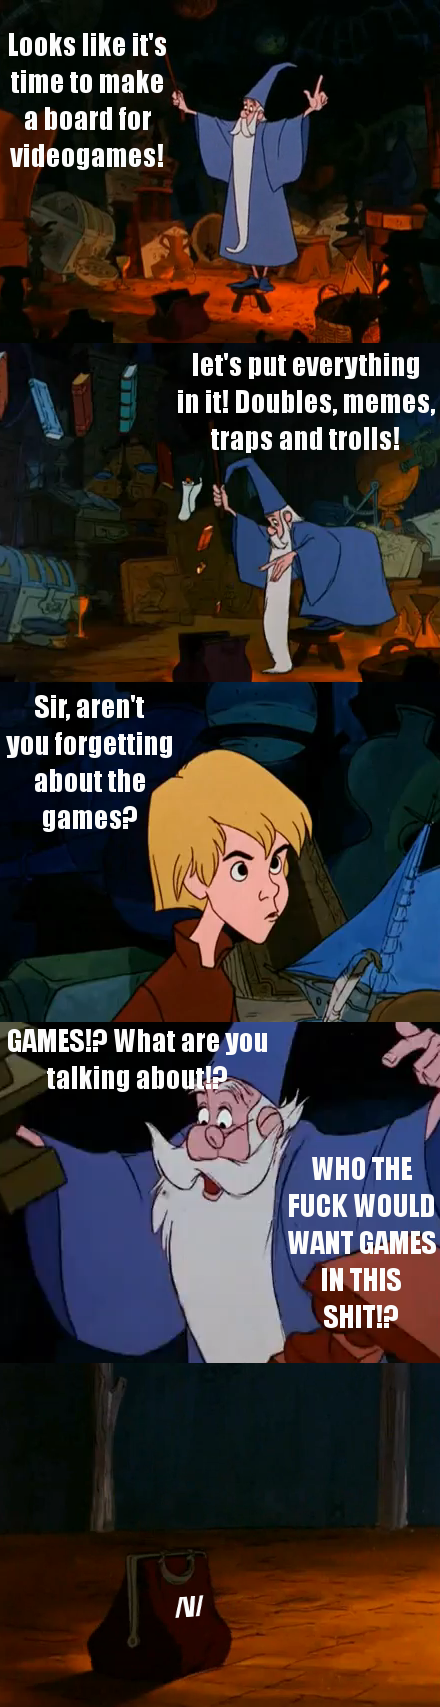 Looks like it's
time to make
a board for
videogames!
let's put everything
in it! Doubles, memes,
traps and trolls!
Sir, aren't
you forgetting
about the
games?
GAMES!? What are you
talking about!?
WHO THE
FUCK WOULD
WANT GAMES
IN THIS
SHIT!?
/V/